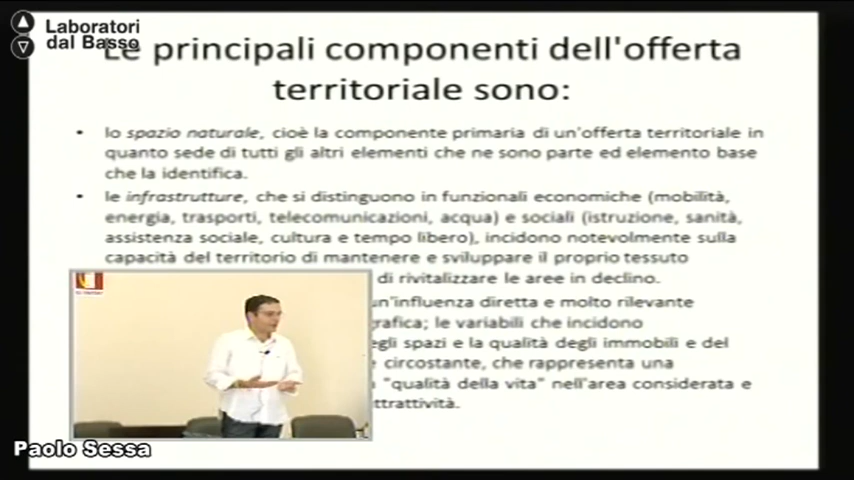 Laboratori
dal Basso
Le principali componenti dell'offerta
territoriale sono:
• lo spazio naturale, cioè la componente primaria di un'offerta territoriale in
quanto sede di tutti gli altri elementi che ne sono parte ed elemento base
che la identifica.
• le infrastrutture, che si distinguono in funzionali economiche (mobilità,
energia, trasporti, telecomunicazioni, acqua) e sociali (istruzione, sanità,
assistenza sociale, cultura e tempo libero), incidono notevolmente sulla
capacità del territorio di mantenere e sviluppare il proprio tessuto
di rivitalizzare le aree in declino.
un'influenza diretta e molto rilevante
le variabili che incidono
spazi e la qualità degli immobili e del
circostante, che rappresenta una
"qualità della vita" nell'area considerata e
Paolo Sessa